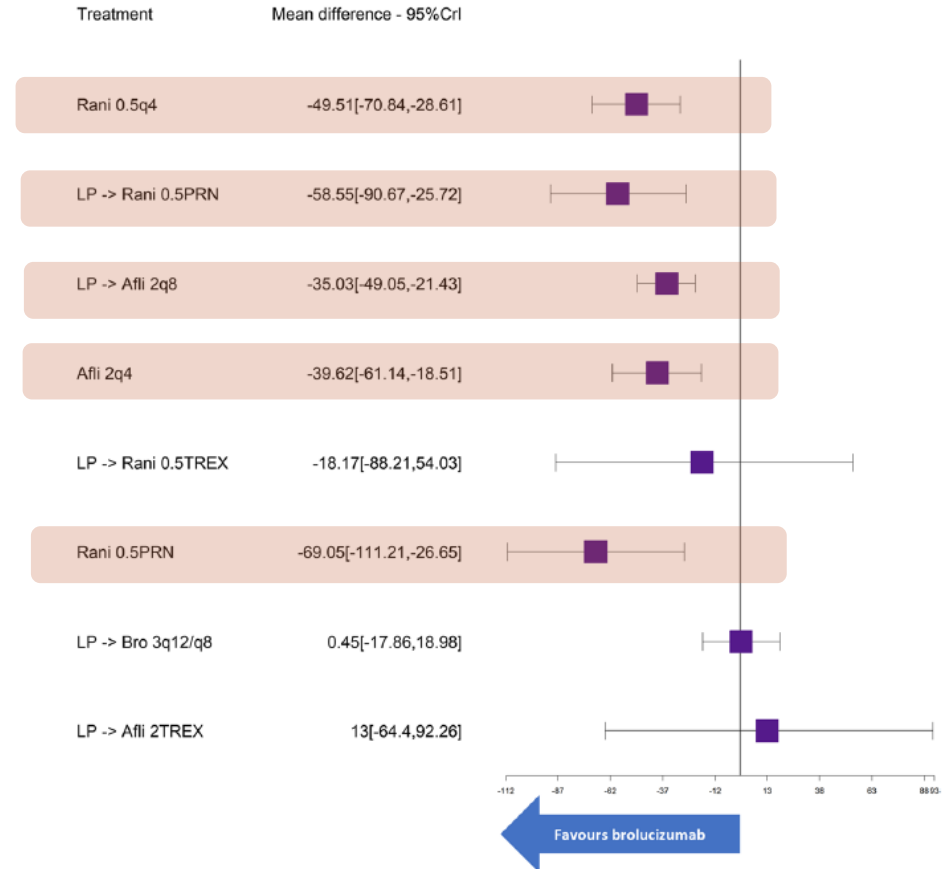 Treatment Mean difference - 95%CrI
Rani 0.5q4 -49.51[-70.84,-28.61]
LP -> Rani 0.5PRN -58.55[-90.67,-25.72]
LP -> Afli 2q8 -35.03[-49.05,-21.43]
Afli 2q4 -39.62[-61.14,-18.51]
LP -> Rani 0.5TREX -18.17[-88.21,54.03]
Rani 0.5PRN -69.05[-111.21,-26.65]
LP -> Bro 3q12/q8 0.45[-17.86,18.98]
LP -> Afli 2TREX 13[-64.4,92.26]
-112 -87 -62 -37 -12 13 38 63 8893-
Favours brolucizumab